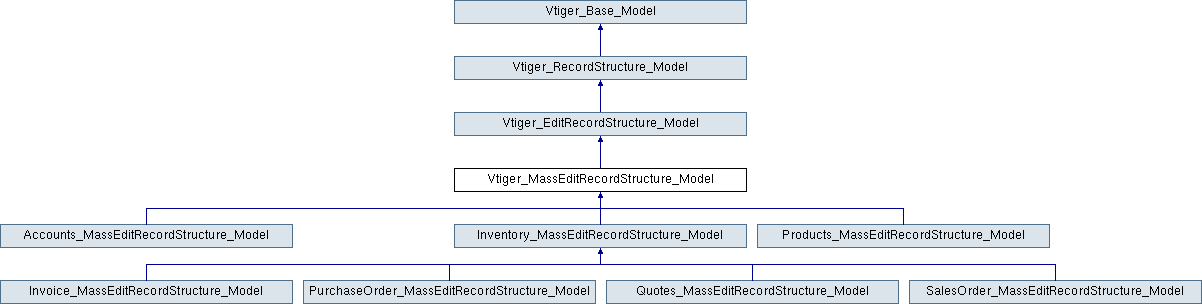 Vtiger_Base_Model
Vtiger_RecordStructure_Model
Vtiger_EditRecordStructure_Model
Vtiger_MassEditRecordStructure_Model
Accounts_MassEditRecordStructure_Model
Inventory_MassEditRecordStructure_Model
Products_MassEditRecordStructure_Model
Invoice_MassEditRecordStructure_Model
PurchaseOrder_MassEditRecordStructure_Model
Quotes_MassEditRecordStructure_Model
SalesOrder_MassEditRecordStructure_Model